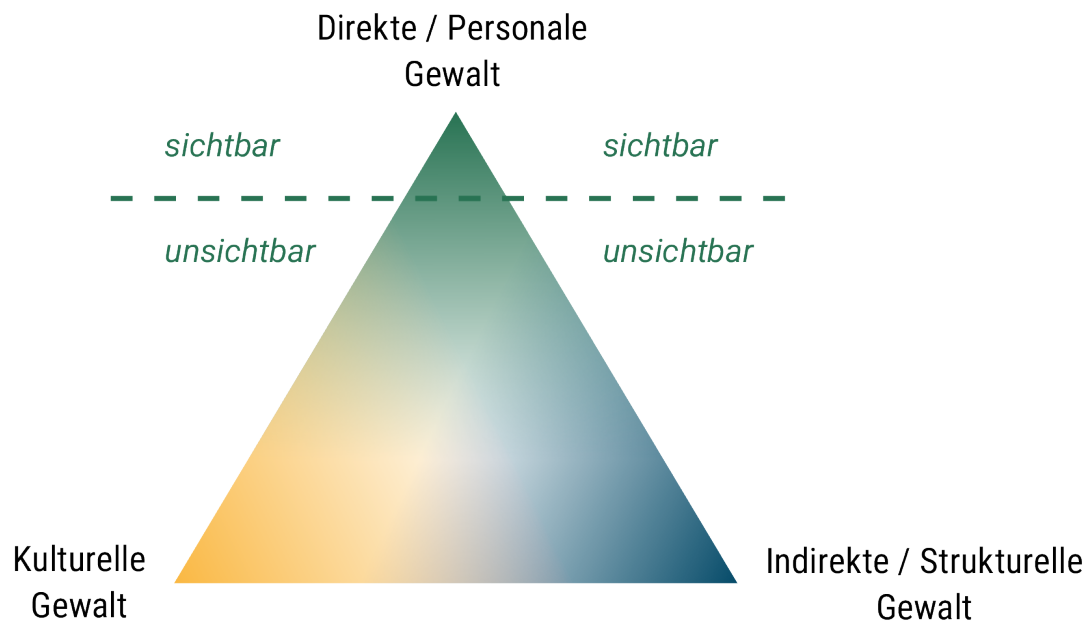 Direkte / Personale
Gewalt
sichtbar
sichtbar
unsichtbar
unsichtbar
Kulturelle
Gewalt
Indirekte / Strukturelle
Gewalt